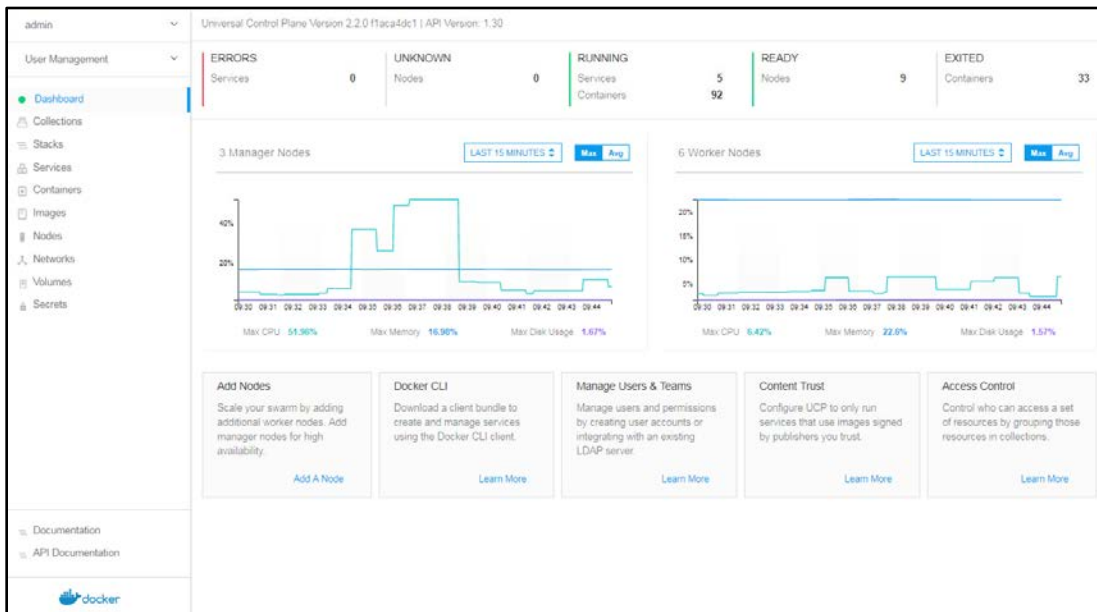 admin
User Management
Dashboard
Collections
Stacks
Services
Containers
Images
Nodes
Networks
Volumes
Secrets
Documentation
API Documentation
docker
Universal Control Plane Version 2.2.0 f1aca4dc1 | API Version: 1.30
ERRORS
Services 0
UNKNOWN
Nodes 0
RUNNING
Services 5
Containers 92
READY
Nodes 9
EXITED
Containers 33
3 Manager Nodes
LAST 15 MINUTES
Max Avg
40%
20%
09:30 09:31 09:32 09:33 09:34 09:35 09:36 09:37 09:38 09:39 09:40 09:41 09:42 09:43 09:44
Max CPU 51.96% Max Memory 16.98% Max Disk Usage 1.67%
6 Worker Nodes
LAST 15 MINUTES
Max Avg
20%
15%
10%
5%
09:30 09:31 09:32 09:33 09:34 09:35 09:36 09:37 09:38 09:39 09:40 09:41 09:42 09:43 09:44
Max CPU 6.42% Max Memory 22.6% Max Disk Usage 1.57%
Add Nodes
Scale your swarm by adding
additional worker nodes. Add
manager nodes for high
availability.
Add A Node
Docker CLI
Download a client bundle to
create and manage services
using the Docker CLI client.
Learn More
Manage Users & Teams
Manage users and permissions
by creating user accounts or
integrating with an existing
LDAP server
Learn More
Content Trust
Configure UCP to only run
services that use images signed
by publishers you trust.
Learn More
Access Control
Control who can access a set
of resources by grouping those
resources in collections.
Learn More